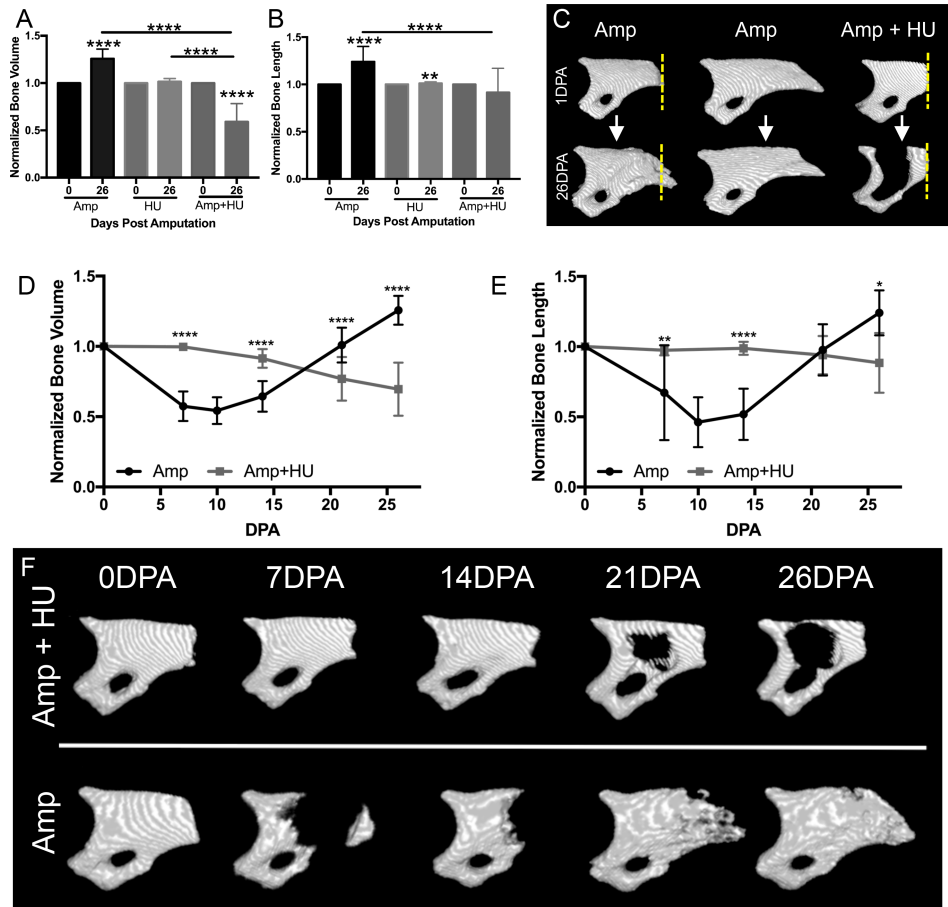 A
****
****
****
****
Normalized Bone Volume
1.5
1.0
0.5
0.0
0 26 0 26 0 26
Amp HU Amp+HU
Days Post Amputation
B
****
****
**
Normalized Bone Length
1.5
1.0
0.5
0.0
0 26 0 26 0 26
Amp HU Amp+HU
Days Post Amputation
C
Amp Amp Amp + HU
1DPA
26DPA
D
Normalized Bone Volume
1.5
1.0
0.5
0.0
**** **** **** ****
Amp Amp+HU
0 5 10 15 20 25
DPA
E
Normalized Bone Length
1.5
1.0
0.5
0.0
** **** *
Amp Amp+HU
0 5 10 15 20 25
DPA
F
0DPA 7DPA 14DPA 21DPA 26DPA
Amp + HU
Amp